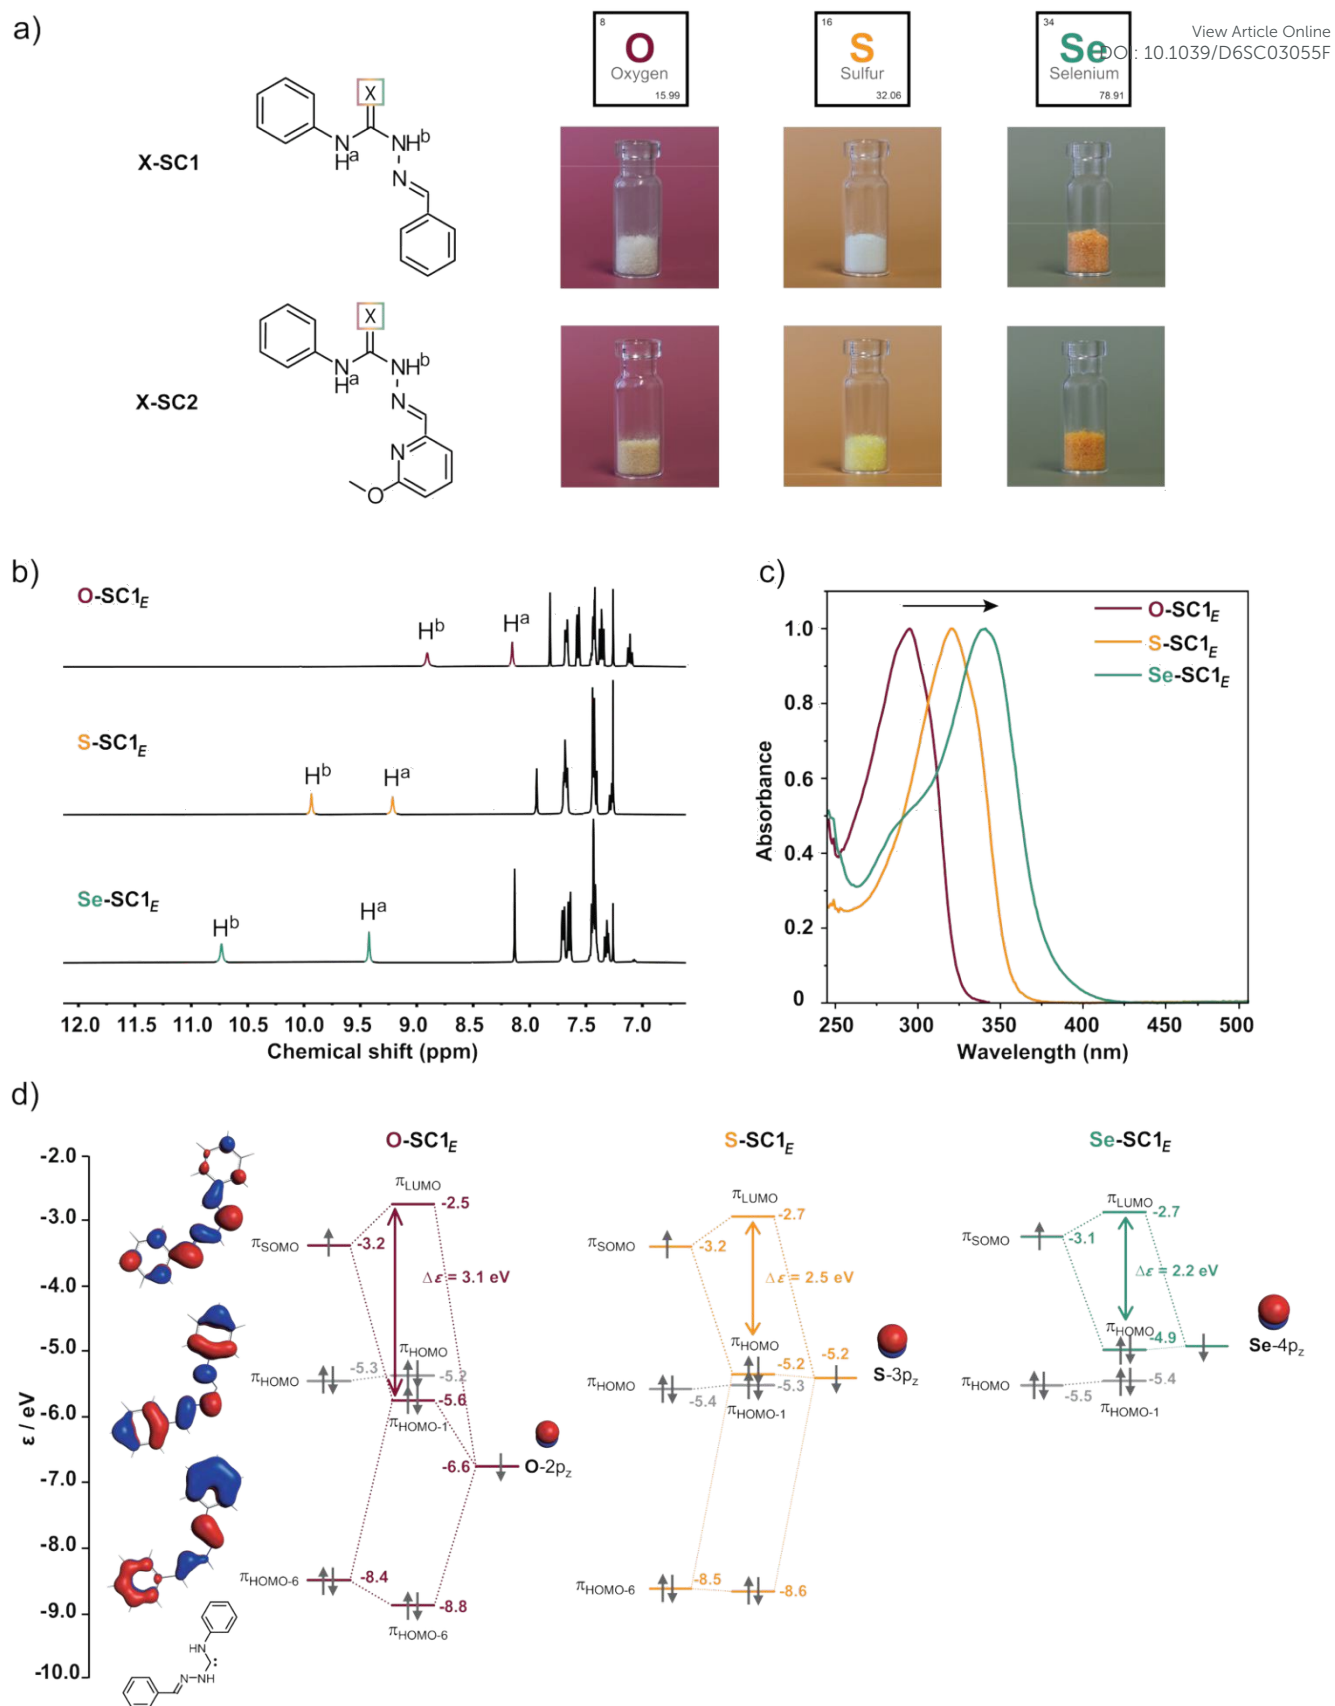 View Article Online
DOI: 10.1039/D6SC03055F
a)
8
O
Oxygen
15.99
16
S
Sulfur
32.06
34
Se
Selenium
78.91
X-SC1
X
N
Hᵃ
NHᵇ
N
X-SC2
X
N
Hᵃ
NHᵇ
N
N
O
b)
O-SC1E
Hᵇ
Hᵃ
S-SC1E
Hᵇ
Hᵃ
Se-SC1E
Hᵇ
Hᵃ
12.0 11.5 11.0 10.5 10.0 9.5 9.0 8.5 8.0 7.5 7.0
Chemical shift (ppm)
c)
O-SC1E
S-SC1E
Se-SC1E
Absorbance
1.0
0.8
0.6
0.4
0.2
0
250 300 350 400 450 500
Wavelength (nm)
d)
ε / eV
-2.0
-3.0
-4.0
-5.0
-6.0
-7.0
-8.0
-9.0
-10.0
HN
N-NH
:
O-SC1E
πLUMO
-2.5
πSOMO
-3.2
Δε = 3.1 eV
πHOMO
πHOMO
-5.3
-5.2
-5.6
πHOMO-1
-6.6
O-2pz
πHOMO-6
-8.4
-8.8
πHOMO-6
S-SC1E
πLUMO
-2.7
πSOMO
-3.2
Δε = 2.5 eV
πHOMO
-5.2
-5.2
S-3pz
πHOMO
-5.4
-5.3
πHOMO-1
πHOMO-6
-8.5
-8.6
Se-SC1E
πLUMO
-2.7
πSOMO
-3.1
Δε = 2.2 eV
πHOMO
-4.9
Se-4pz
πHOMO
-5.5
-5.4
πHOMO-1